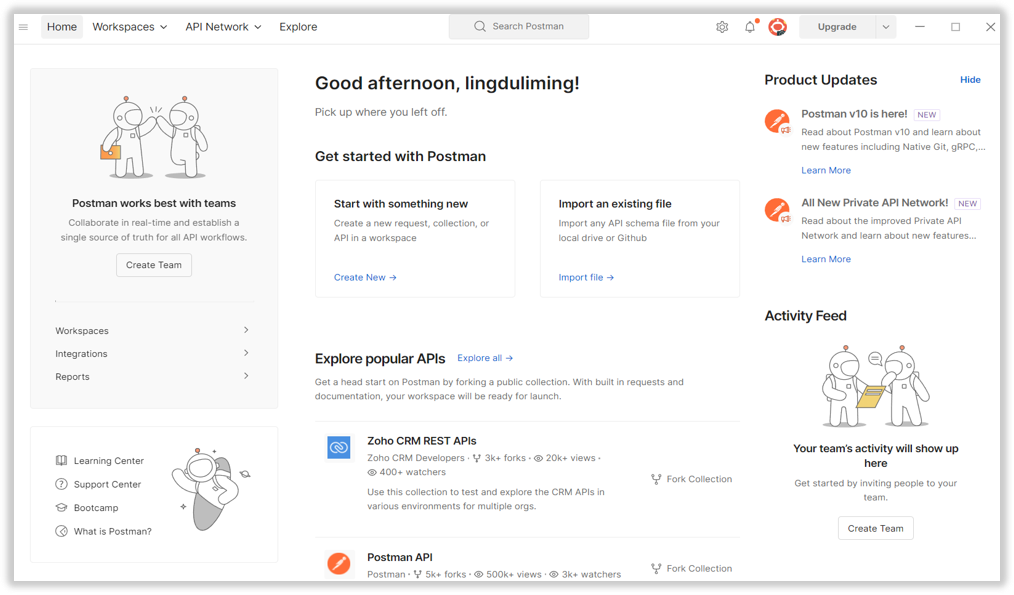 Home Workspaces API Network Explore Search Postman Upgrade
Postman works best with teams
Collaborate in real-time and establish a
single source of truth for all API workflows.
Create Team
Workspaces
Integrations
Reports
Learning Center
Support Center
Bootcamp
What is Postman?
Good afternoon, lingduliming!
Pick up where you left off.
Get started with Postman
Start with something new
Create a new request, collection, or
API in a workspace
Create New →
Import an existing file
Import any API schema file from your
local drive or Github
Import file →
Explore popular APIs Explore all →
Get a head start on Postman by forking a public collection. With built in requests and
documentation, your workspace will be ready for launch.
Zoho CRM REST APIs
Zoho CRM Developers · 3k+ forks · 20k+ views ·
400+ watchers
Use this collection to test and explore the CRM APIs in
various environments for multiple orgs.
Fork Collection
Postman API
Postman · 5k+ forks · 500k+ views · 3k+ watchers
Fork Collection
Product Updates Hide
Postman v10 is here! NEW
Read about Postman v10 and learn about
new features including Native Git, gRPC,...
Learn More
All New Private API Network! NEW
Read about the improved Private API
Network and learn about new features...
Learn More
Activity Feed
Your team's activity will show up
here
Get started by inviting people to your
team.
Create Team